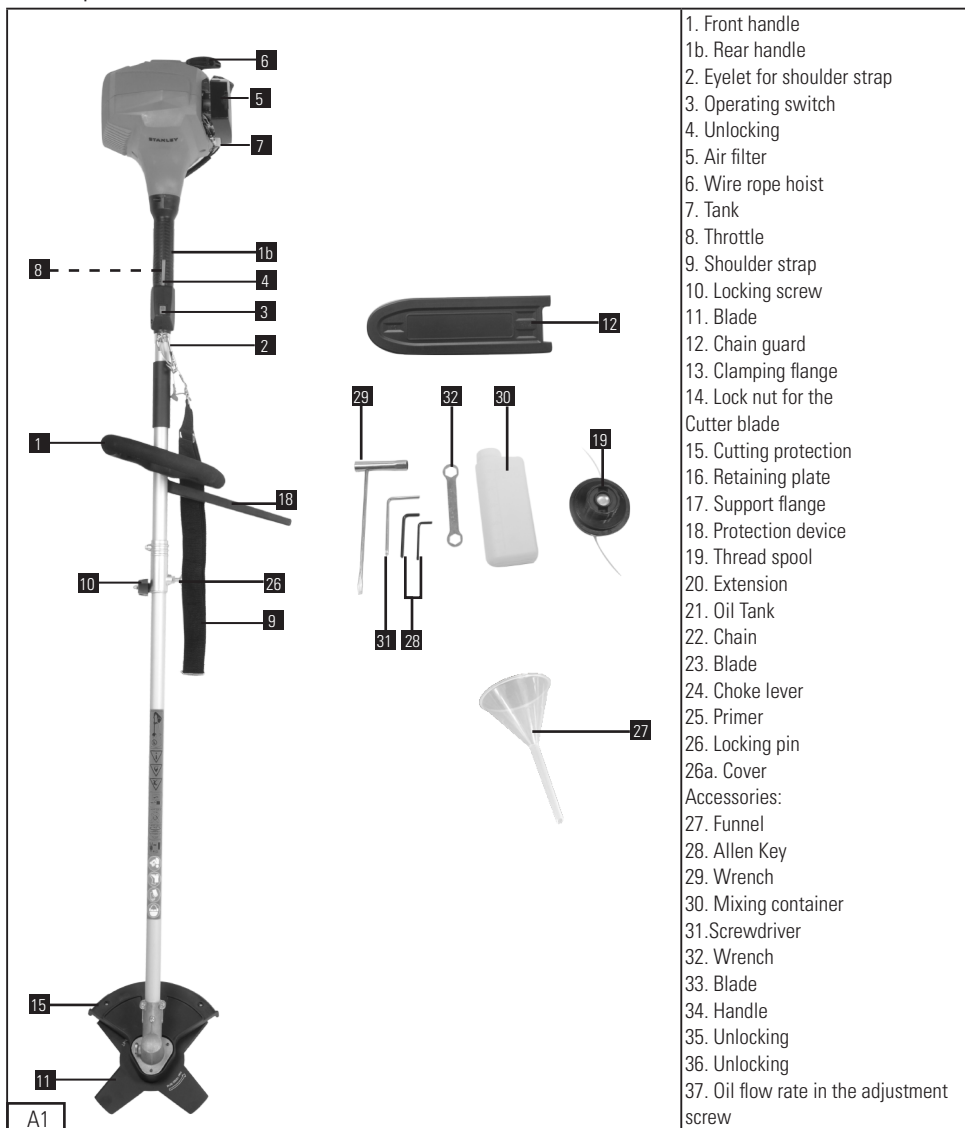 6
5
STANLEY
7
1b
8
4
3
2
12
29
32
30
19
1
18
10
26
9
31
28
27
15
11
A1
1. Front handle
1b. Rear handle
2. Eyelet for shoulder strap
3. Operating switch
4. Unlocking
5. Air filter
6. Wire rope hoist
7. Tank
8. Throttle
9. Shoulder strap
10. Locking screw
11. Blade
12. Chain guard
13. Clamping flange
14. Lock nut for the
Cutter blade
15. Cutting protection
16. Retaining plate
17. Support flange
18. Protection device
19. Thread spool
20. Extension
21. Oil Tank
22. Chain
23. Blade
24. Choke lever
25. Primer
26. Locking pin
26a. Cover
Accessories:
27. Funnel
28. Allen Key
29. Wrench
30. Mixing container
31.Screwdriver
32. Wrench
33. Blade
34. Handle
35. Unlocking
36. Unlocking
37. Oil flow rate in the adjustment
screw